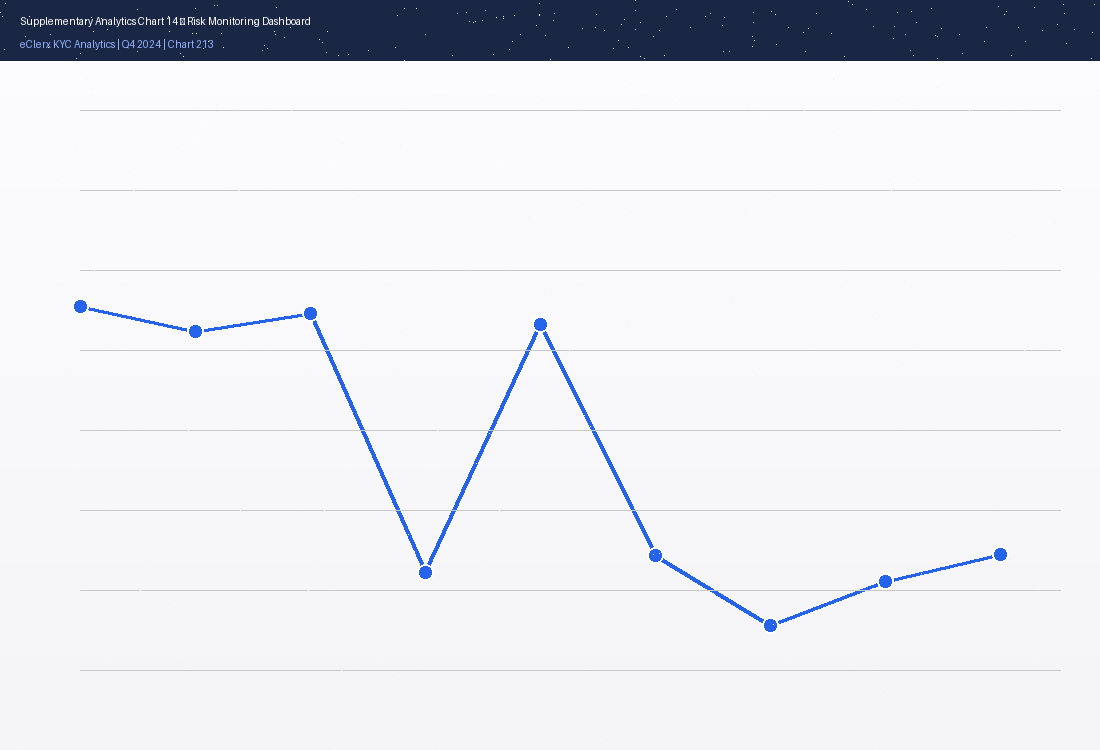 Supplementary Analytics Chart 14 ▯ Risk Monitoring Dashboard
eClerx KYC Analytics | Q4 2024 | Chart 213